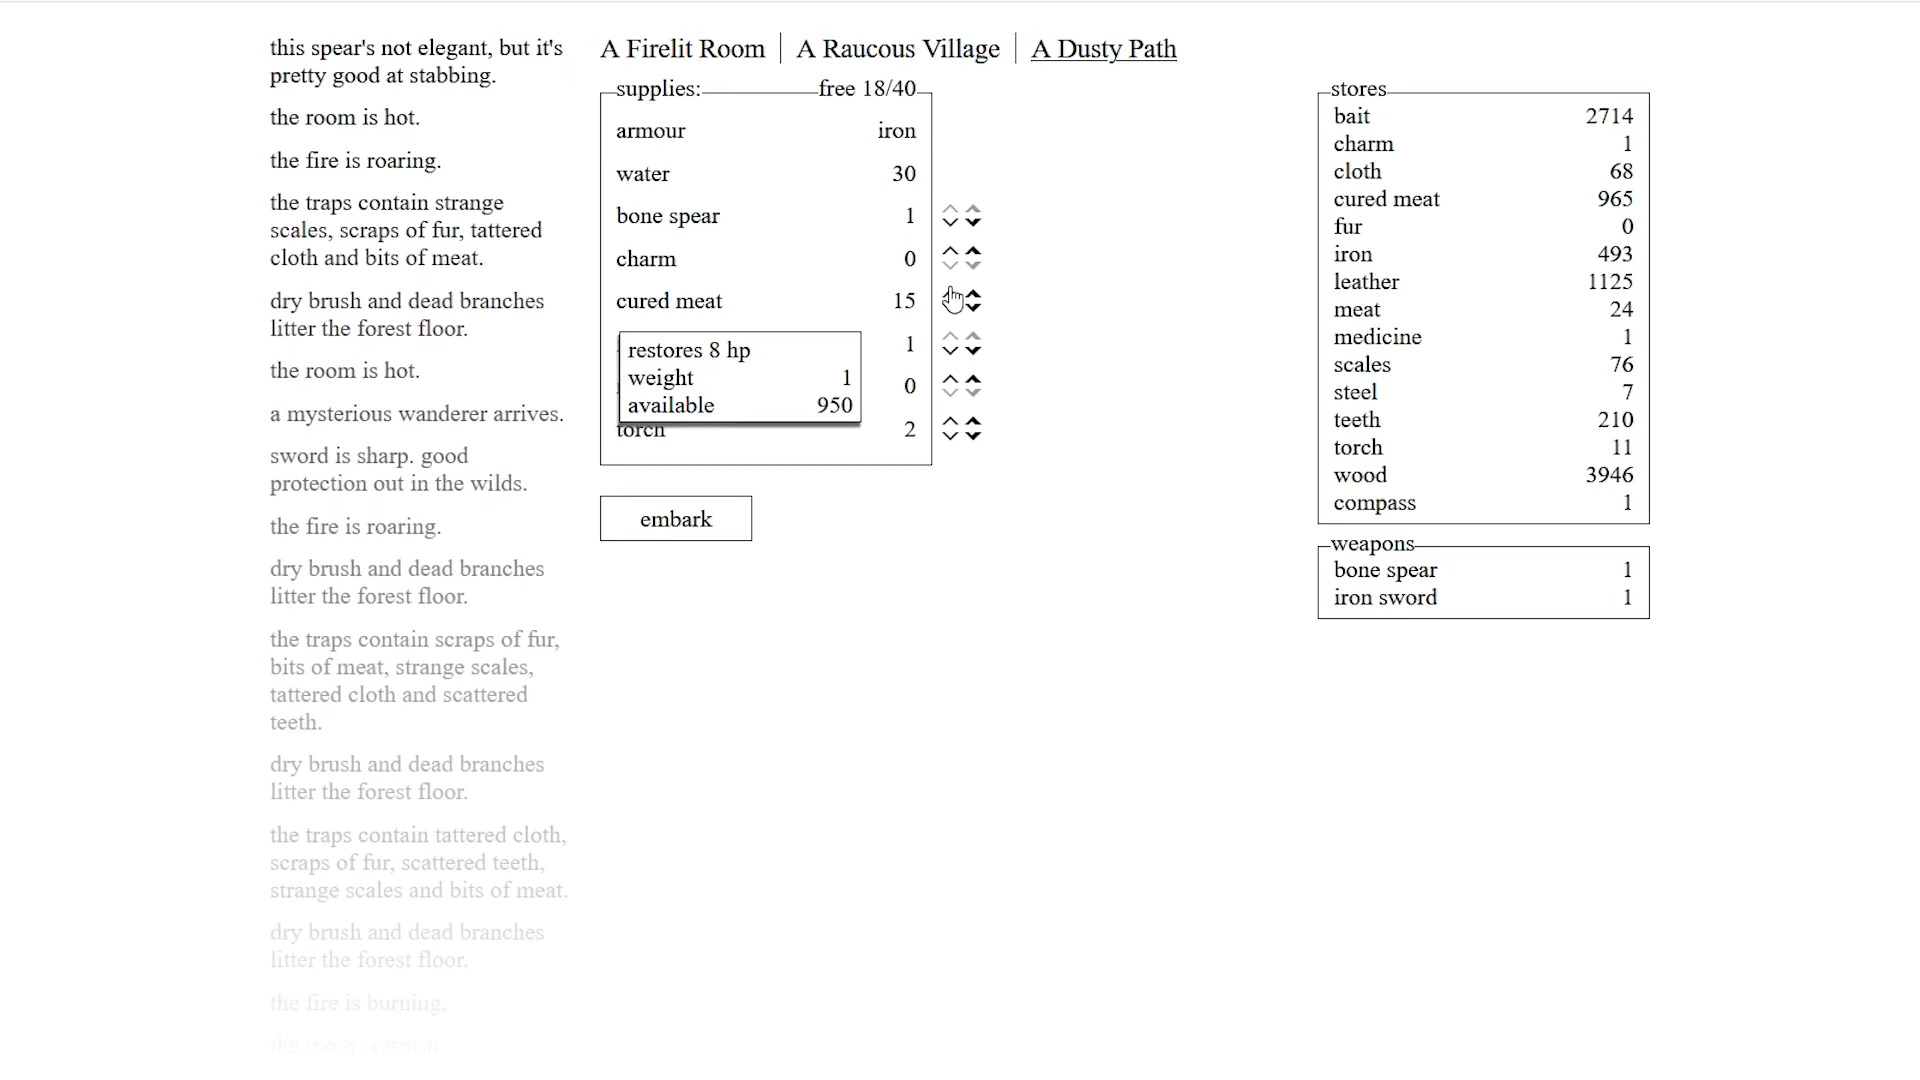 this spear's not elegant, but it's
pretty good at stabbing.
the room is hot.
the fire is roaring.
the traps contain strange
scales, scraps of fur, tattered
cloth and bits of meat.
dry brush and dead branches
litter the forest floor.
the room is hot.
a mysterious wanderer arrives.
sword is sharp. good
protection out in the wilds.
the fire is roaring.
dry brush and dead branches
litter the forest floor.
the traps contain scraps of fur,
bits of meat, strange scales,
tattered cloth and scattered
teeth.
dry brush and dead branches
litter the forest floor.
the traps contain tattered cloth,
scraps of fur, scattered teeth,
strange scales and bits of meat.
dry brush and dead branches
litter the forest floor.
the fire is burning.
the room is warm
A Firelit Room A Raucous Village A Dusty Path
supplies: free 18/40
armour iron
water 30
bone spear 1
charm 0
cured meat 15
restores 8 hp
weight 1
available 950
1
0
torch 2
embark
stores
bait 2714
charm 1
cloth 68
cured meat 965
fur 0
iron 493
leather 1125
meat 24
medicine 1
scales 76
steel 7
teeth 210
torch 11
wood 3946
compass 1
weapons
bone spear 1
iron sword 1